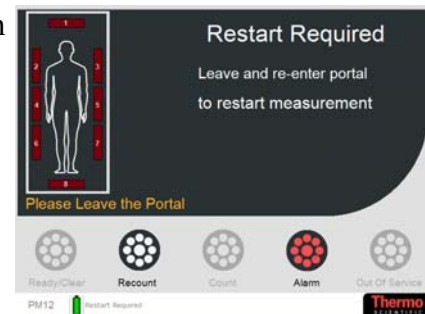 n
Restart Required
Leave and re-enter portal
to restart measurement
1
2
3
4
5
6
7
8
Please Leave the Portal
Ready/Clear
Recount
Count
Alarm
Out Of Service
PM12
Restart Required
Thermo
SCIENTIFIC